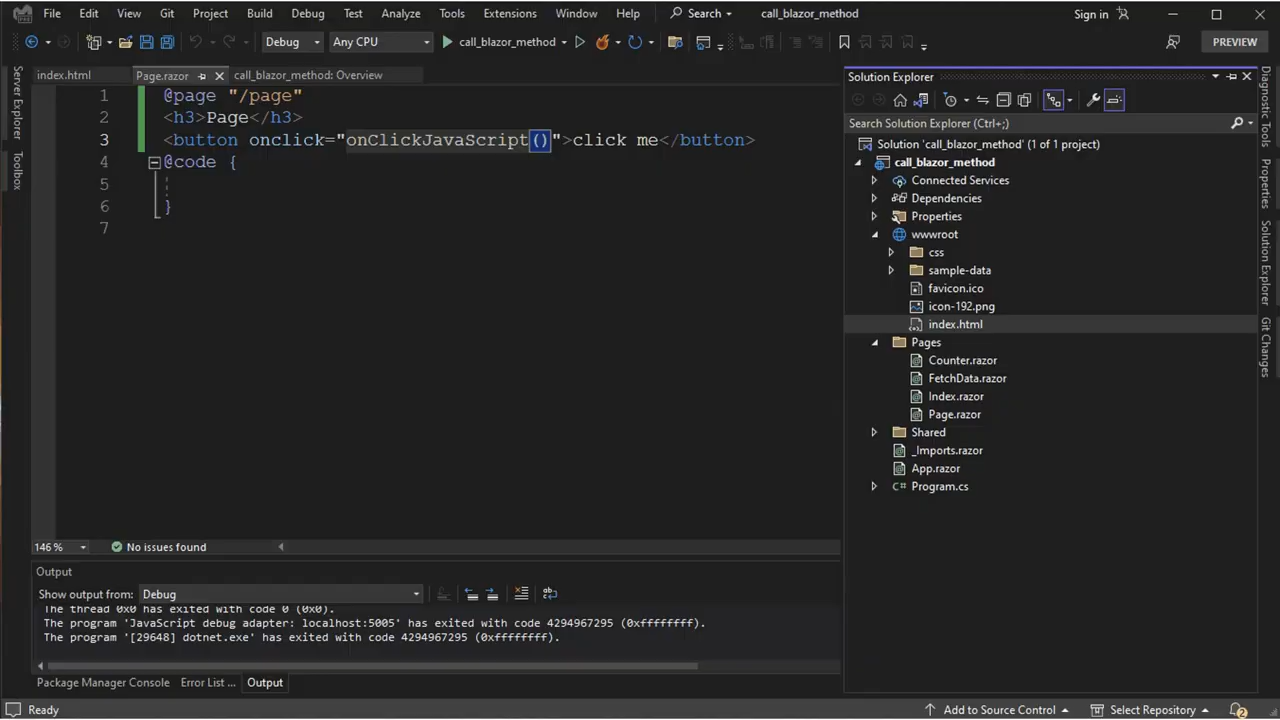 File Edit View Git Project Build Debug Test Analyze Tools Extensions Window Help Search call_blazor_method Sign in
Debug Any CPU call_blazor_method PREVIEW
index.html Page.razor call_blazor_method: Overview
1 @page "/page"
2 <h3>Page</h3>
3 <button onclick="onClickJavaScript()">click me</button>
4 @code {
5
6 }
7
146 % No issues found
Output
Show output from: Debug
The thread 0x0 has exited with code 0 (0x0).
The program 'JavaScript debug adapter: localhost:5005' has exited with code 4294967295 (0xffffffff).
The program '[29648] dotnet.exe' has exited with code 4294967295 (0xffffffff).
Package Manager Console Error List ... Output
Server Explorer
Toolbox
Solution Explorer
Search Solution Explorer (Ctrl+;)
Solution 'call_blazor_method' (1 of 1 project)
call_blazor_method
Connected Services
Dependencies
Properties
wwwroot
css
sample-data
favicon.ico
icon-192.png
index.html
Pages
Counter.razor
FetchData.razor
Index.razor
Page.razor
Shared
_Imports.razor
App.razor
C# Program.cs
Diagnostic Tools
Properties
Solution Explorer
Git Changes
Ready Add to Source Control Select Repository 2